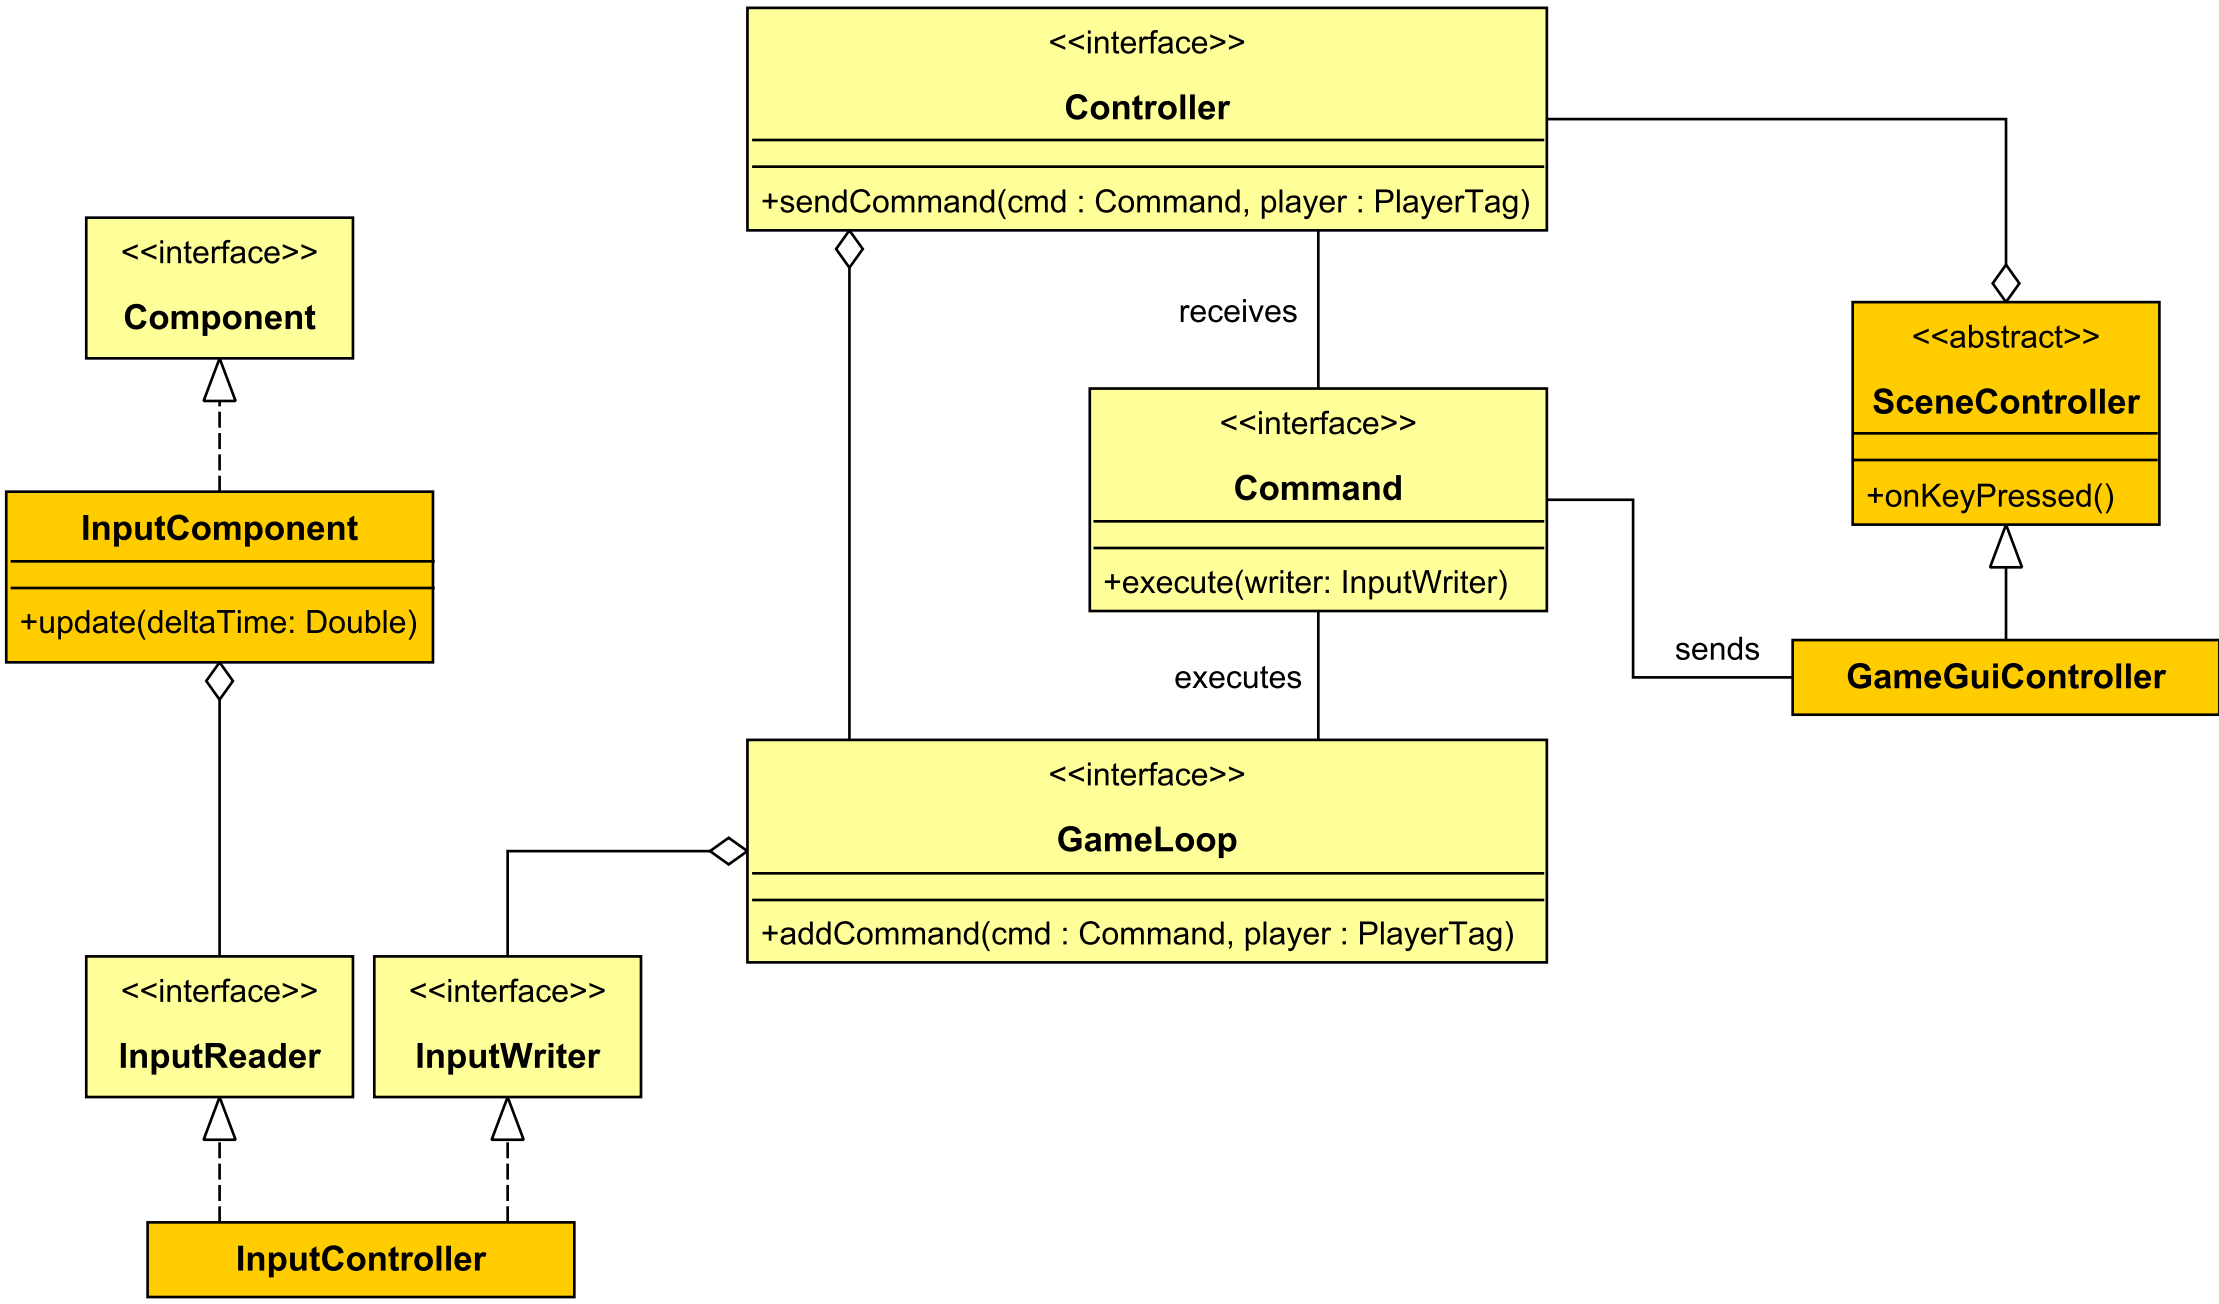 <<interface>>
Controller
+sendCommand(cmd : Command, player : PlayerTag)
<<interface>>
Component
receives
<<abstract>>
SceneController
+onKeyPressed()
<<interface>>
Command
+execute(writer: InputWriter)
InputComponent
+update(deltaTime: Double)
sends
GameGuiController
executes
<<interface>>
GameLoop
+addCommand(cmd : Command, player : PlayerTag)
<<interface>>
InputReader
<<interface>>
InputWriter
InputController